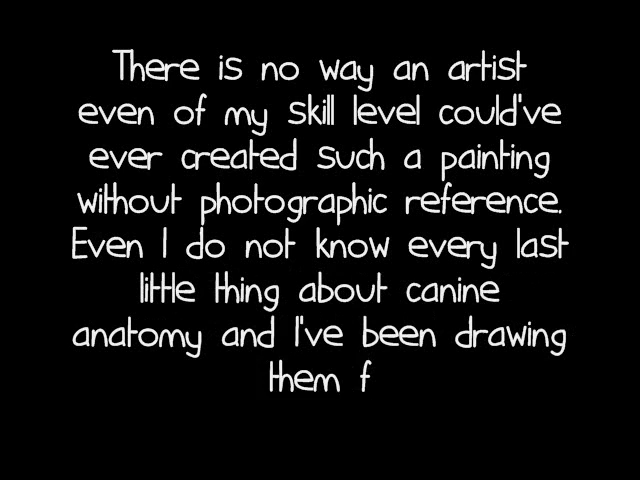 There is no way an artist
even of my skill level could've
ever created such a painting
without photographic reference.
Even I do not know every last
little thing about canine
anatomy and I've been drawing
them f